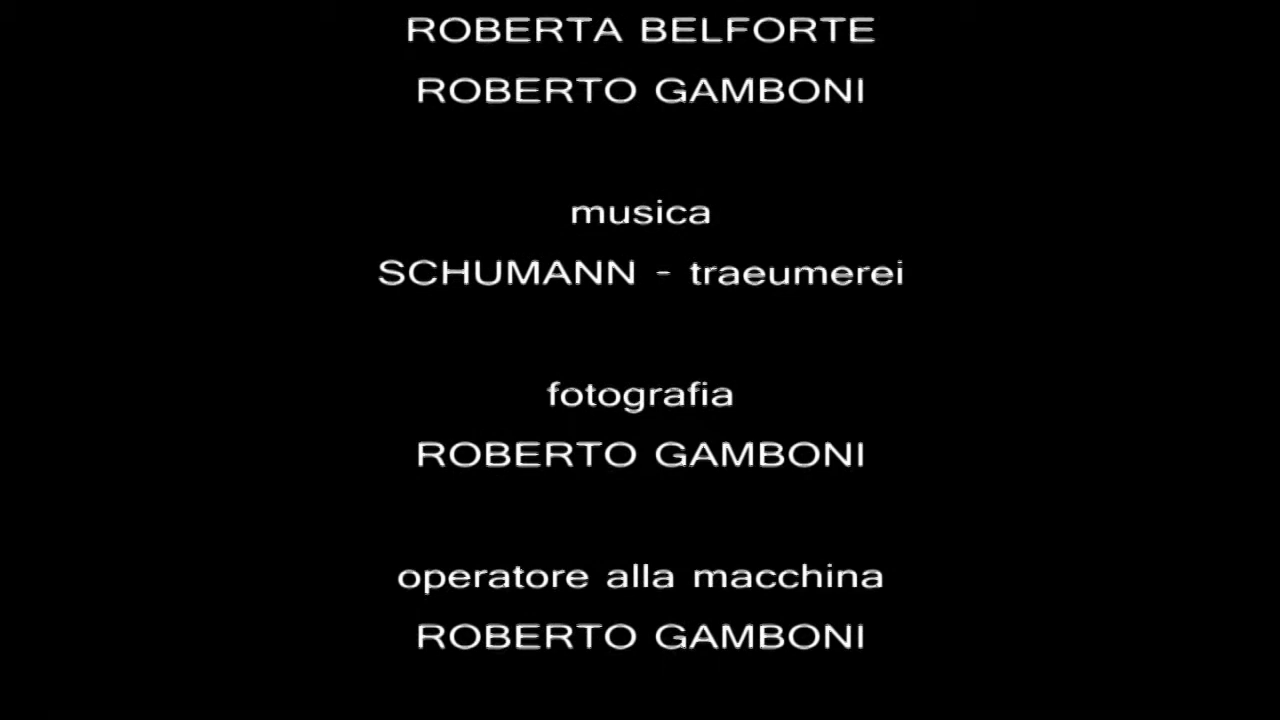 ROBERTA BELFORTE
ROBERTO GAMBONI
musica
SCHUMANN - traeumerei
fotografia
ROBERTO GAMBONI
operatore alla macchina
ROBERTO GAMBONI